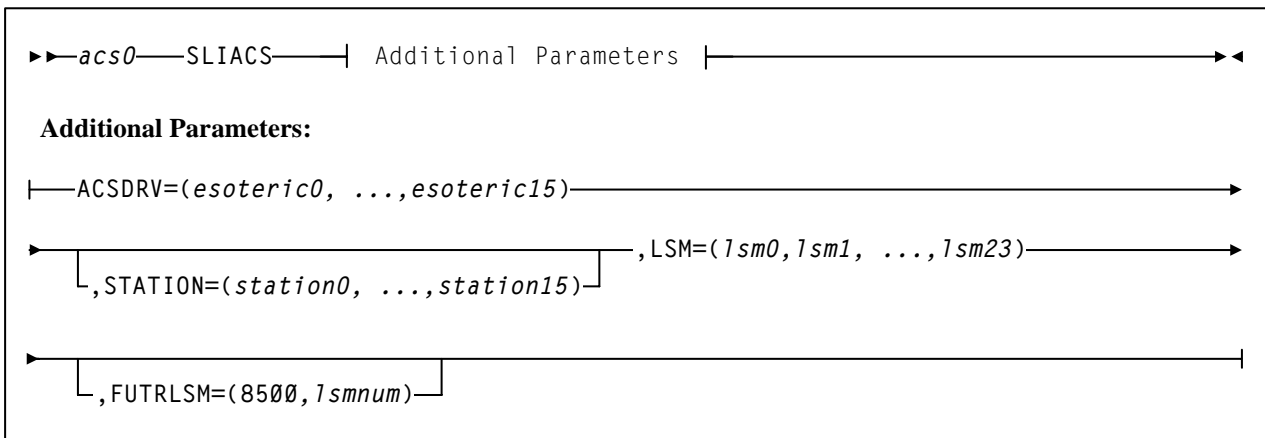 acs0 SLIACS Additional Parameters
Additional Parameters:
ACSDRV=(esoteric0, ...,esoteric15)
,LSM=(lsm0,lsm1, ...,lsm23)
,STATION=(station0, ...,station15)
,FUTRLSM=(8500,lsmnum)